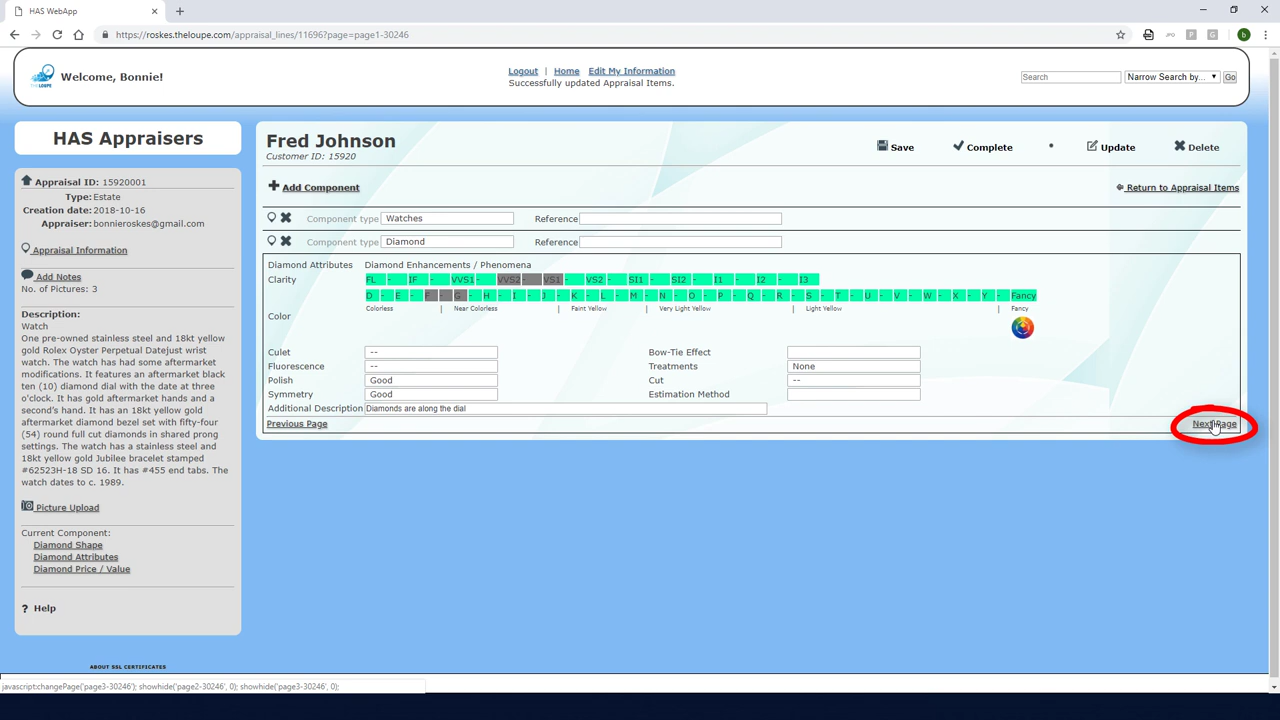 HAS WebApp
https://roskes.theloupe.com/appraisal_lines/11696?page=page1-30246
Welcome, Bonnie!
Logout | Home Edit My Information
Successfully updated Appraisal Items.
Search Narrow Search by... Go
HAS Appraisers
Appraisal ID: 15920001
Type: Estate
Creation date: 2018-10-16
Appraiser: bonnieroskes@gmail.com
Appraisal Information
Add Notes
No. of Pictures: 3
Description:
Watch
One pre-owned stainless steel and 18kt yellow
gold Rolex Oyster Perpetual Datejust wrist
watch. The watch has had some aftermarket
modifications. It features an aftermarket black
ten (10) diamond dial with the date at three
o'clock. It has gold aftermarket hands and a
second's hand. It has an 18kt yellow gold
aftermarket diamond bezel set with fifty-four
(54) round full cut diamonds in shared prong
settings. The watch has a stainless steel and
18kt yellow gold Jubilee bracelet stamped
#62523H-18 SD 16. It has #455 end tabs. The
watch dates to c. 1989.
Picture Upload
Current Component:
Diamond Shape
Diamond Attributes
Diamond Price / Value
? Help
ABOUT SSL CERTIFICATES
Fred Johnson
Customer ID: 15920
Save Complete Update Delete
Add Component
Return to Appraisal Items
Component type Watches Reference
Component type Diamond Reference
Diamond Attributes Diamond Enhancements / Phenomena
Clarity FL - IF - VVS1 - VVS2 - VS1 - VS2 - SI1 - SI2 - I1 - I2 - I3
D - E - F - G - H - I - J - K - L - M - N - O - P - Q - R - S - T - U - V - W - X - Y - Fancy
Colorless | Near Colorless | Faint Yellow | Very Light Yellow | Light Yellow | Fancy
Color
Culet -- Bow-Tie Effect
Fluorescence -- Treatments None
Polish Good Cut --
Symmetry Good Estimation Method
Additional Description Diamonds are along the dial
Previous Page Next Page
javascript:changePage('page3-30246'); showhide('page2-30246', 0); showhide('page3-30246', 0);